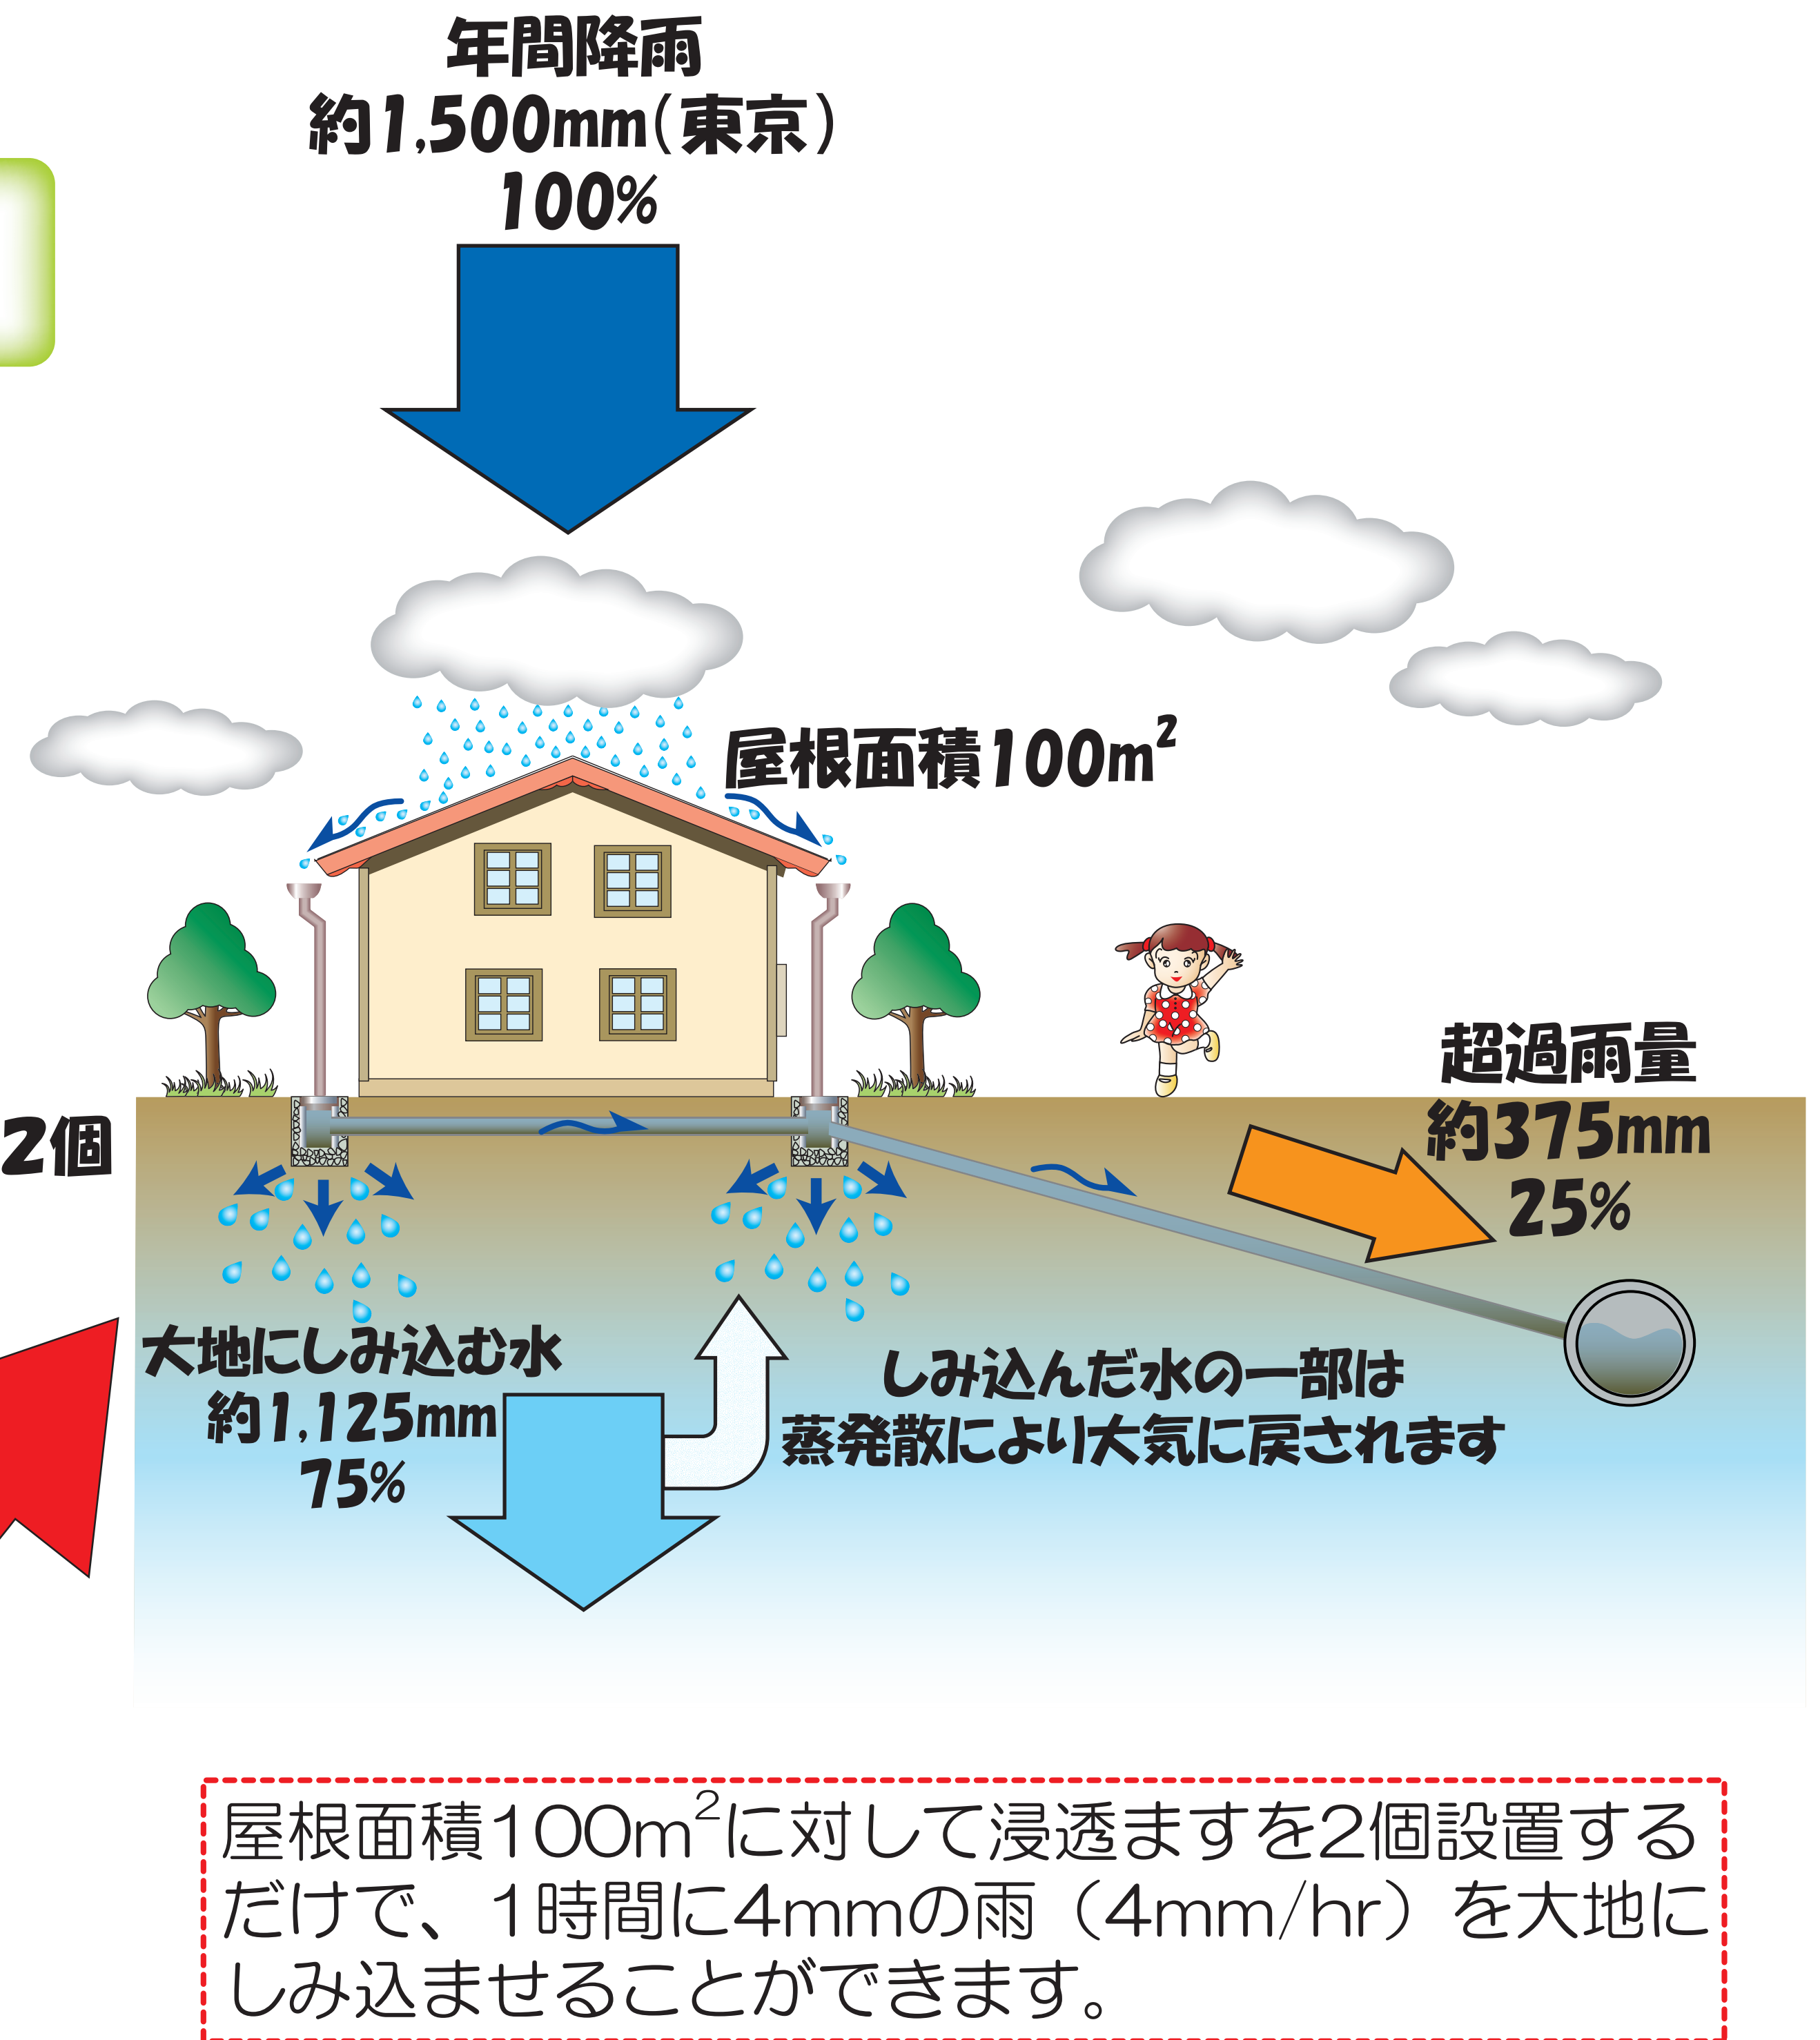 年間降雨
約1,500mm(東京)
100%
屋根面積100m²
超過雨量
約375mm
25%
2個
大地にしみ込む水
約1,125mm
75%
しみ込んだ水の一部は
蒸発散により大気に戻されます
屋根面積100m²に対して浸透ますを2個設置する
だけで、1時間に4mmの雨（4mm/hr）を大地に
しみ込ませることができます。